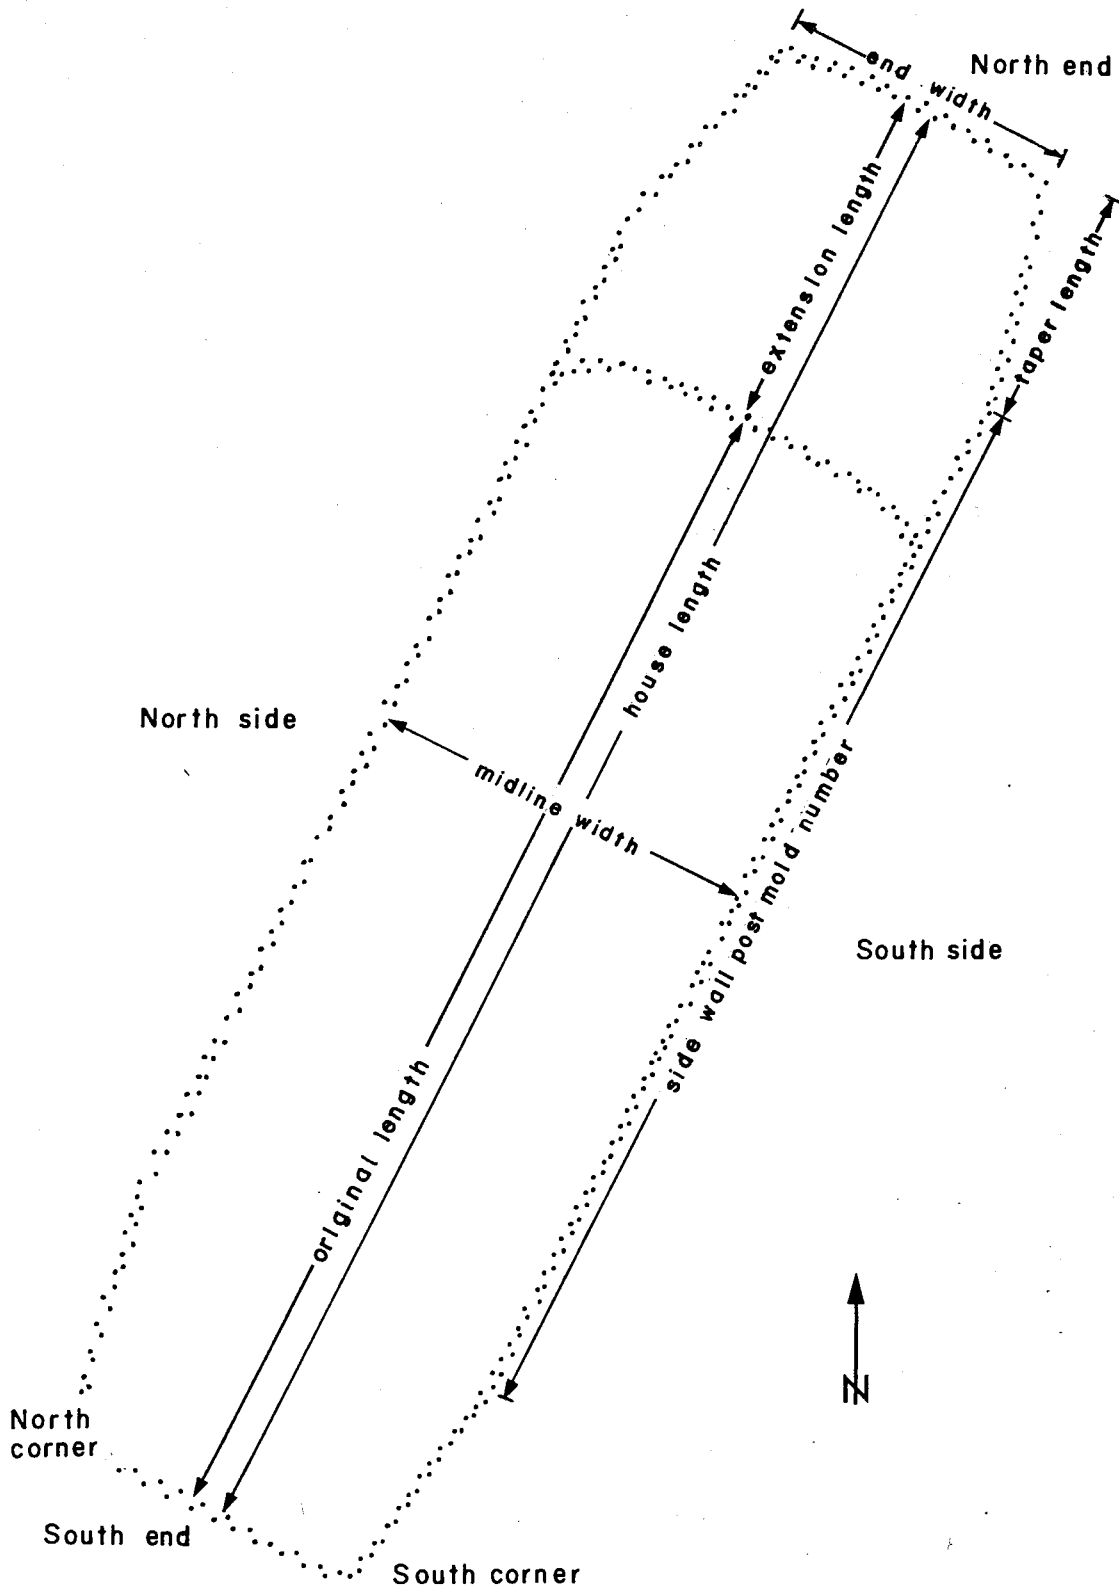 end width
North end
extension length
taper length
house length
North side
midline width
side wall post mold number
South side
original length
N
North
corner
South end
South corner